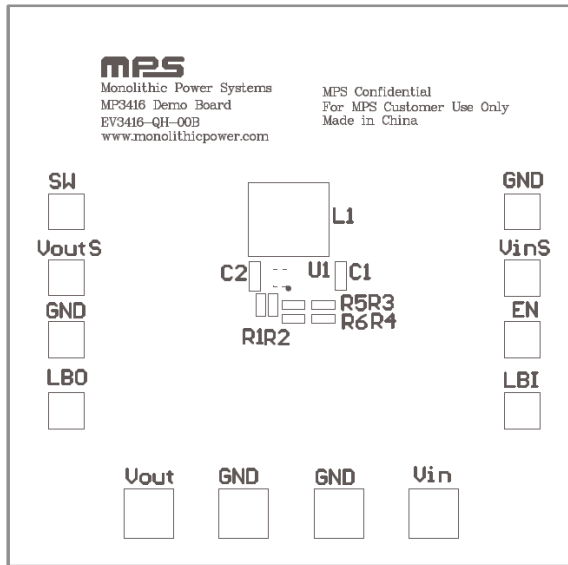 MPS
Monolithic Power Systems
MP3416 Demo Board
EV3416-QH-00B
www.monolithicpower.com
MPS Confidential
For MPS Customer Use Only
Made in China
SW
GND
L1
VoutS
VinS
C2
U1
C1
GND
R5R3
EN
R6R4
R1R2
LBO
LBI
Vout
GND
GND
Vin